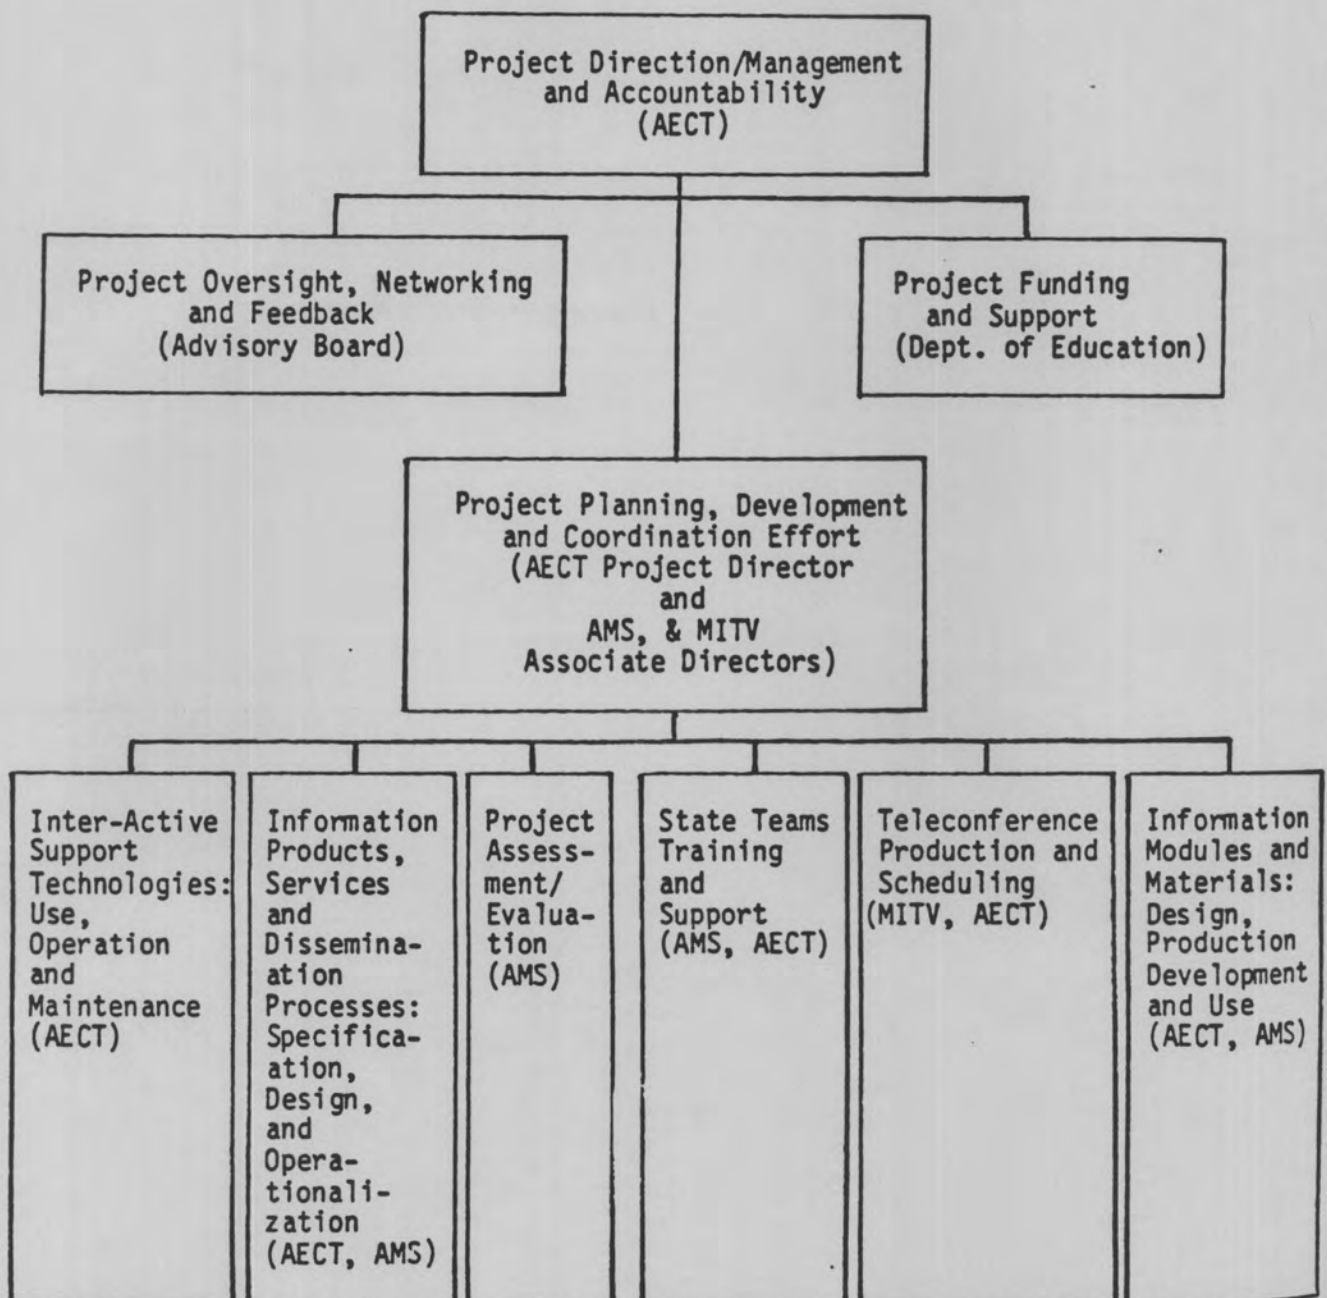 Project Direction/Management
and Accountability
(AECT)
Project Oversight, Networking
and Feedback
(Advisory Board)
Project Funding
and Support
(Dept. of Education)
Project Planning, Development
and Coordination Effort
(AECT Project Director
and
AMS, & MITV
Associate Directors)
Inter-Active
Support
Technologies:
Use,
Operation
and
Maintenance
(AECT)
Information
Products,
Services
and
Dissemina-
ation
Processes:
Specifica-
ation,
Design,
and
Opera-
tionali-
zation
(AECT, AMS)
Project
Assess-
ment/
Evalua-
tion
(AMS)
State Teams
Training
and
Support
(AMS, AECT)
Teleconference
Production and
Scheduling
(MITV, AECT)
Information
Modules and
Materials:
Design,
Production
Development
and Use
(AECT, AMS)